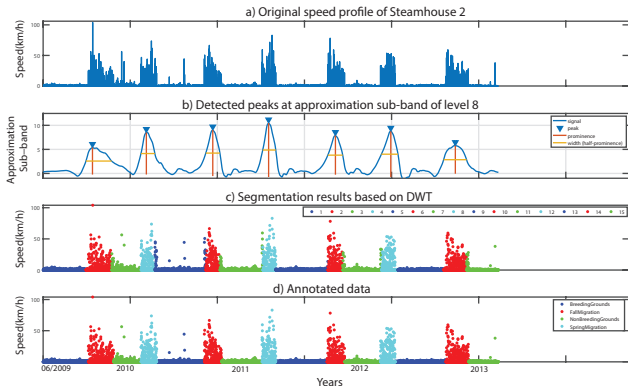 a) Original speed profile of Steamhouse 2
Speed(km/h)
100
50
0
b) Detected peaks at approximation sub-band of level 8
Approximation
Sub-band
10
5
0
signal
peak
prominence
width (half-prominence)
c) Segmentation results based on DWT
Speed(km/h)
100
50
0
1 2 3 4 5 6 7 8 9 10 11 12 13 14 15
d) Annotated data
Speed(km/h)
100
50
0
BreedingGrounds
FallMigration
NonBreedingGrounds
SpringMigration
06/2009 2010 2011 2012 2013
Years